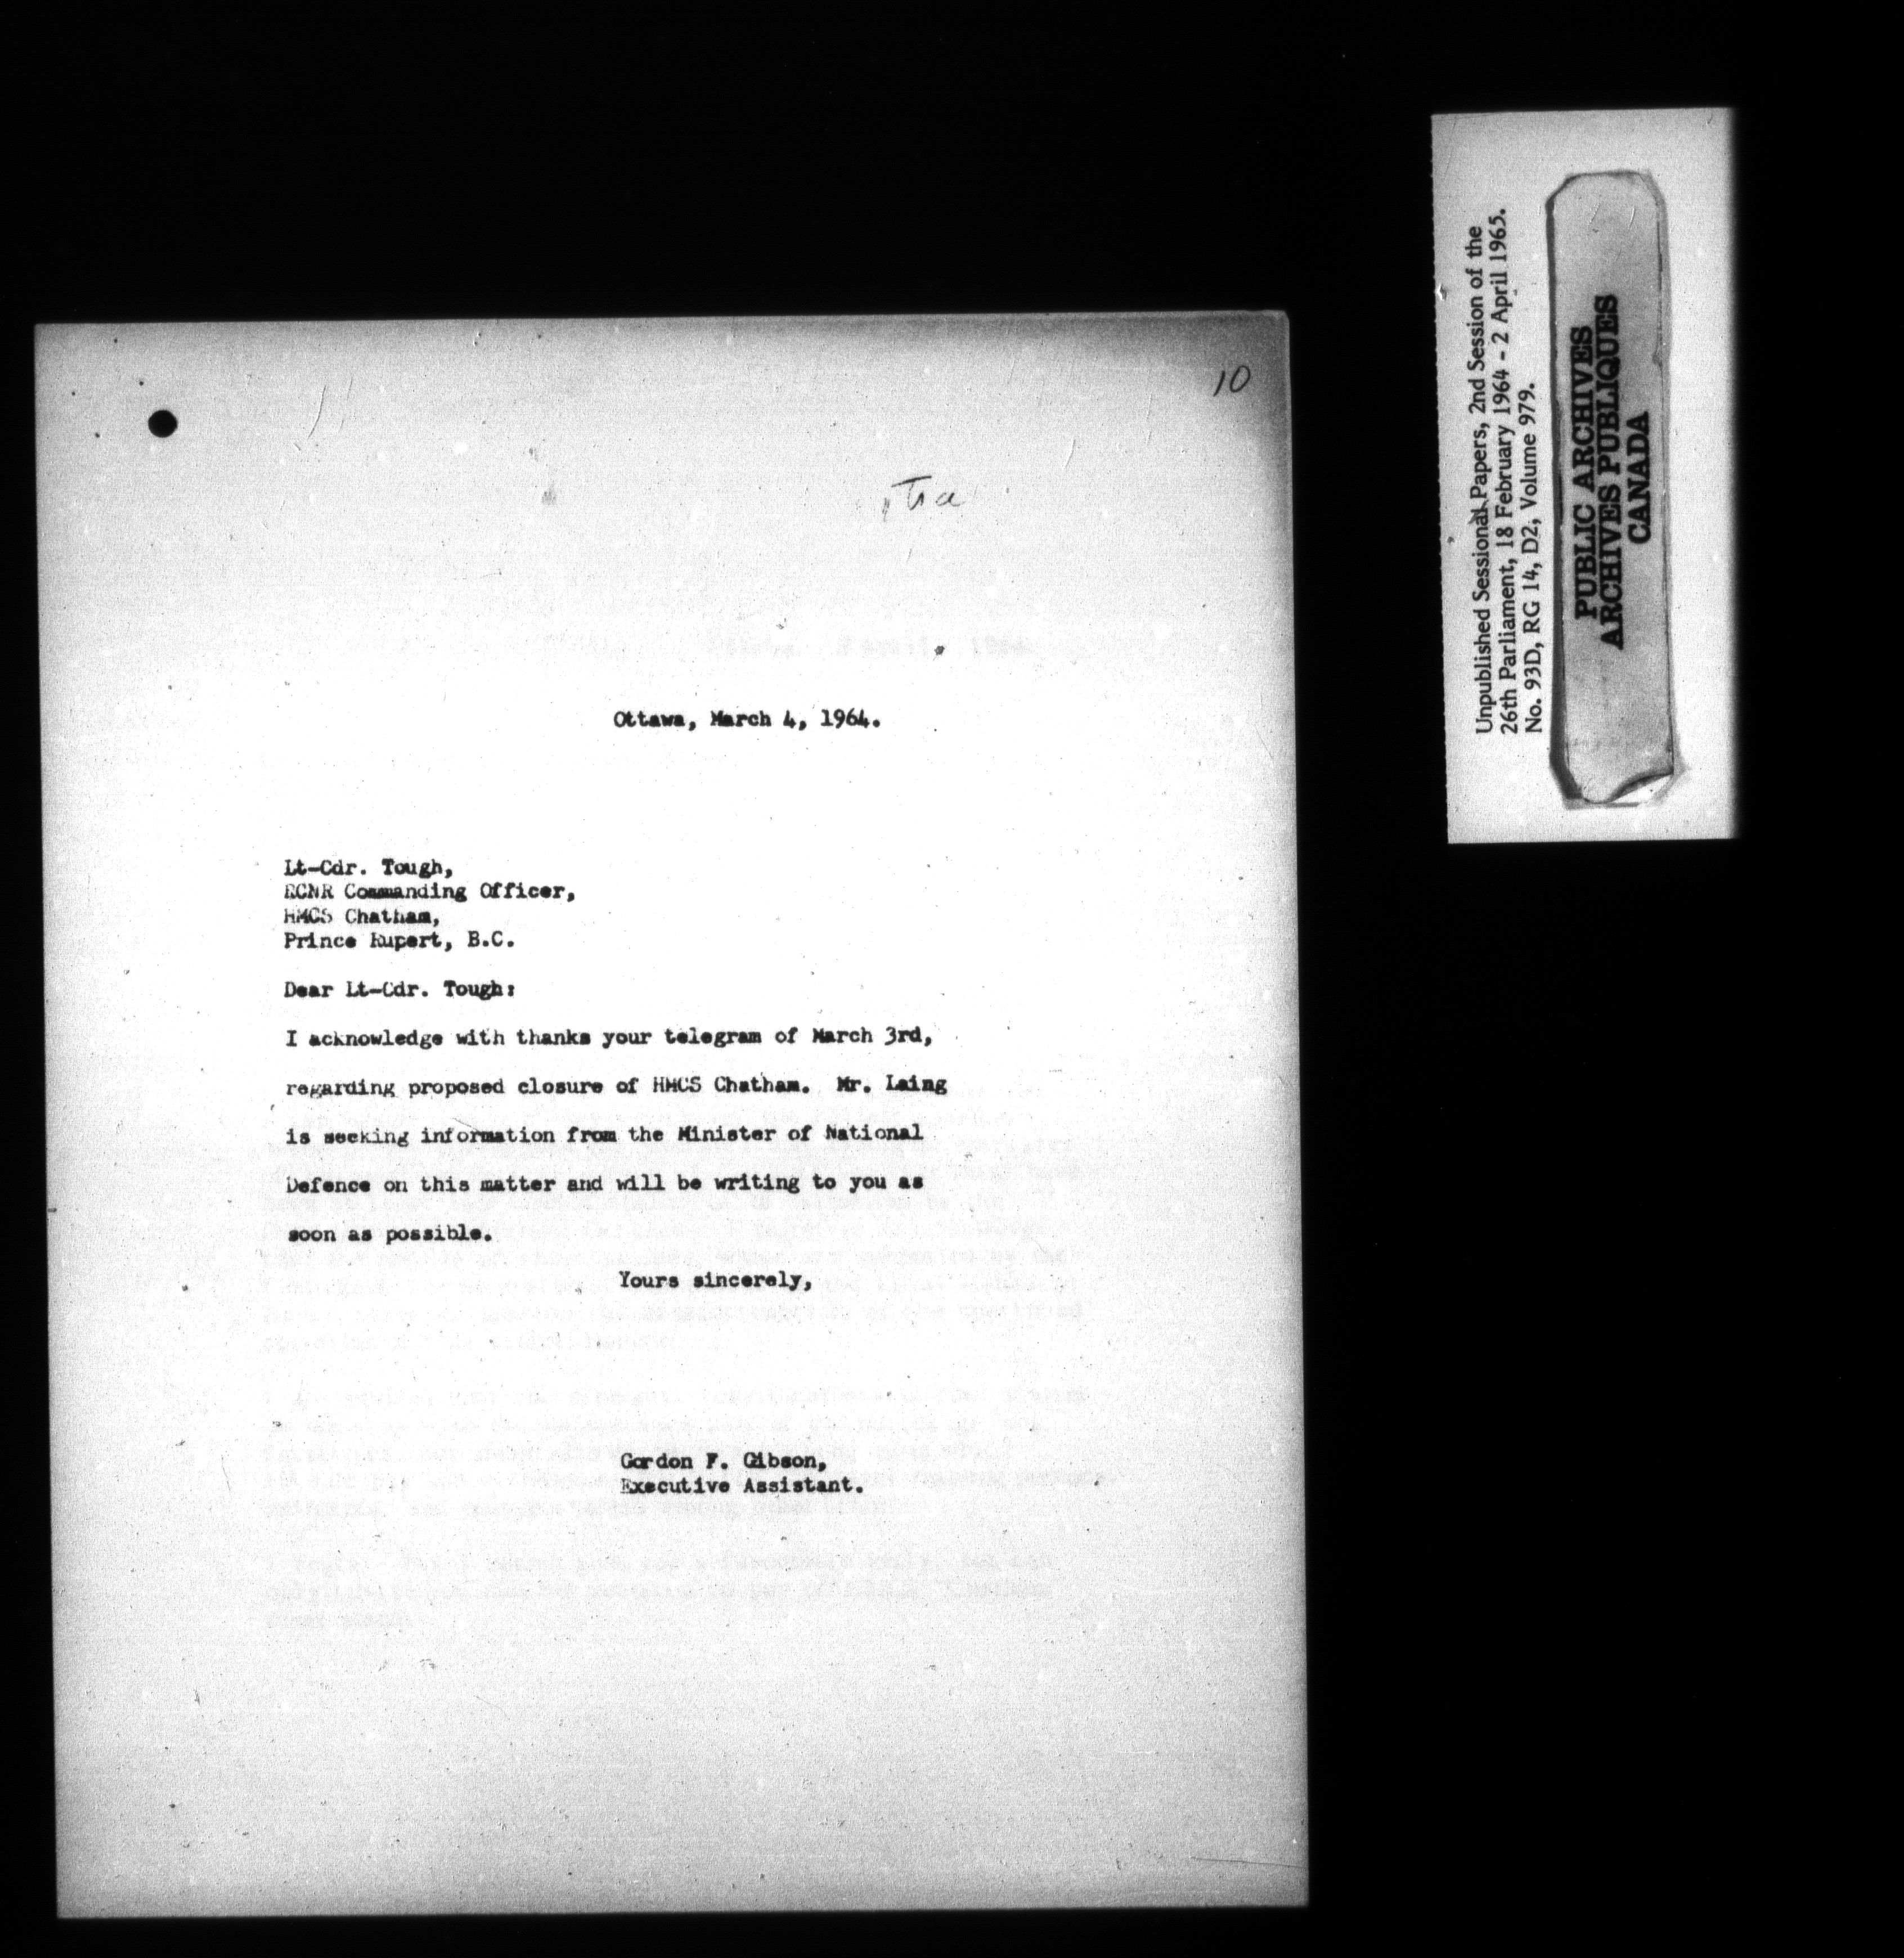 10
Ottawa, March 4, 1964.
Lt-Cdr. Tough,
RCNR Commanding Officer,
HMCS Chatham,
Prince Rupert, B.C.
Dear Lt-Cdr. Tough:
I acknowledge with thanks your telegram of March 3rd,
regarding proposed closure of HMCS Chatham. Mr. Laing
is seeking information from the Minister of National
Defence on this matter and will be writing to you as
soon as possible.
Yours sincerely,
Gordon F. Gibson,
Executive Assistant.
Unpublished Sessional Papers, 2nd Session of the
26th Parliament, 18 February 1964 - 2 April 1965.
No. 93D, RG 14, D2, Volume 979.
PUBLIC ARCHIVES
ARCHIVES PUBLIQUES
CANADA